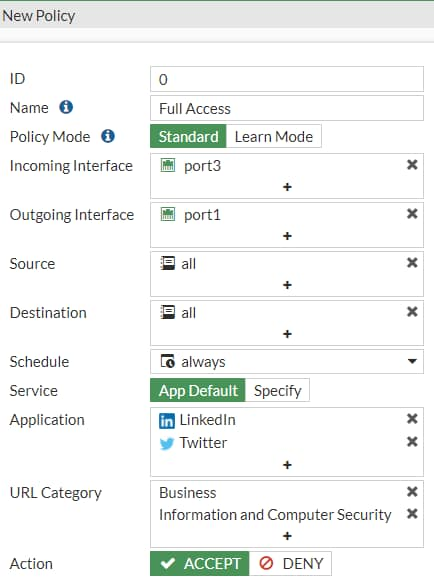 New Policy
ID 0
Name Full Access
Policy Mode Standard Learn Mode
Incoming Interface port3
+
Outgoing Interface port1
+
Source all
+
Destination all
+
Schedule always
Service App Default Specify
Application LinkedIn
Twitter
+
URL Category Business
Information and Computer Security
+
Action ACCEPT DENY